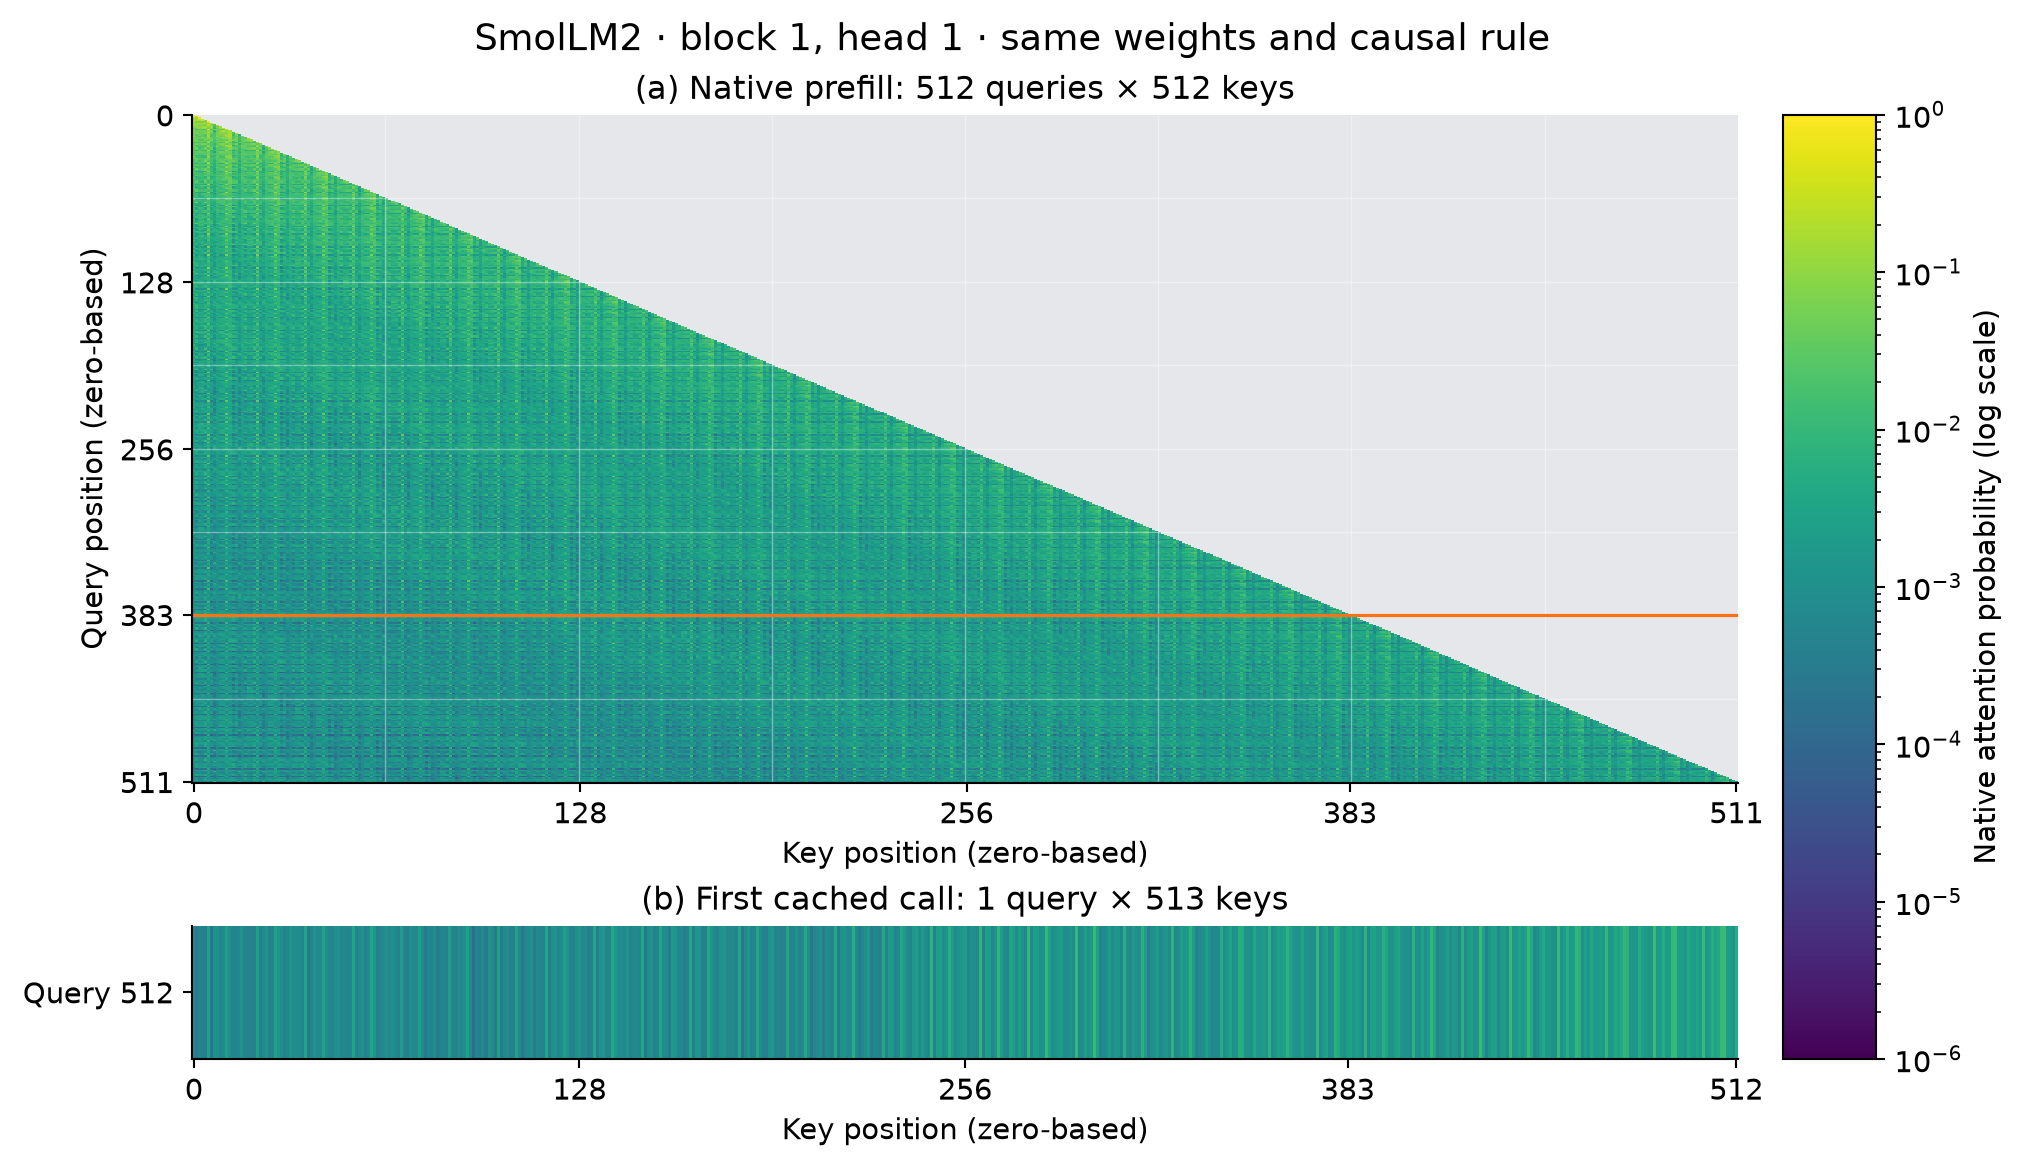 SmolLM2 · block 1, head 1 · same weights and causal rule
(a) Native prefill: 512 queries × 512 keys
Query position (zero-based)
0
128
256
383
511
0 128 256 383 511
Key position (zero-based)
(b) First cached call: 1 query × 513 keys
Query 512
0 128 256 383 512
Key position (zero-based)
10⁰
10⁻¹
10⁻²
10⁻³
10⁻⁴
10⁻⁵
10⁻⁶
Native attention probability (log scale)